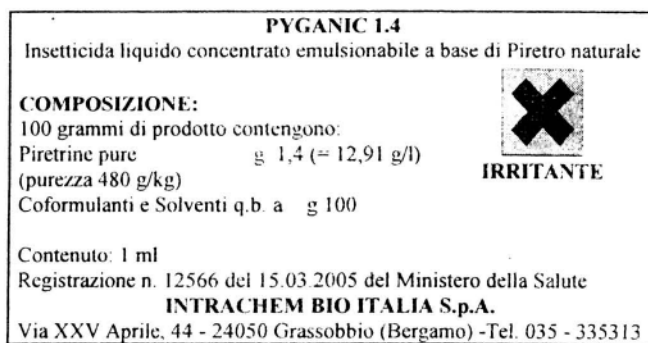 PYGANIC 1.4
Insetticida liquido concentrato emulsionabile a base di Piretro naturale
COMPOSIZIONE:
100 grammi di prodotto contengono:
Piretrine pure g 1,4 (= 12,91 g/l)
(purezza 480 g/kg)
Coformulanti e Solventi q.b. a g 100
IRRITANTE
Contenuto: 1 ml
Registrazione n. 12566 del 15.03.2005 del Ministero della Salute
INTRACHEM BIO ITALIA S.p.A.
Via XXV Aprile, 44 - 24050 Grassobbio (Bergamo) -Tel. 035 - 335313